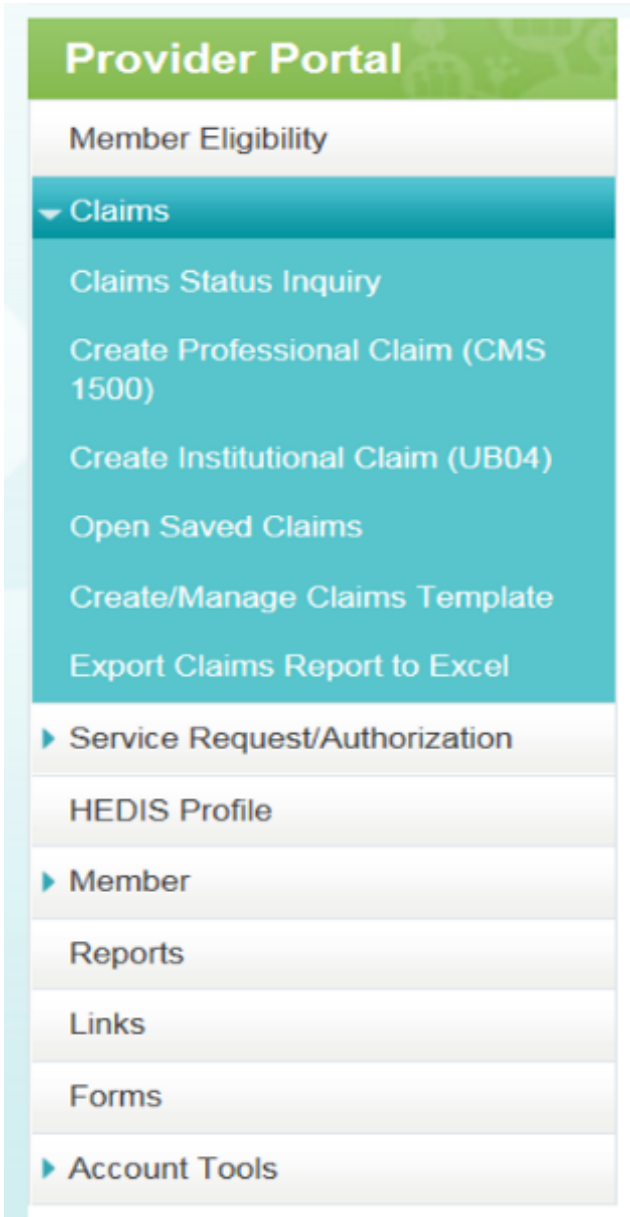 Provider Portal
Member Eligibility
Claims
Claims Status Inquiry
Create Professional Claim (CMS
1500)
Create Institutional Claim (UB04)
Open Saved Claims
Create/Manage Claims Template
Export Claims Report to Excel
Service Request/Authorization
HEDIS Profile
Member
Reports
Links
Forms
Account Tools